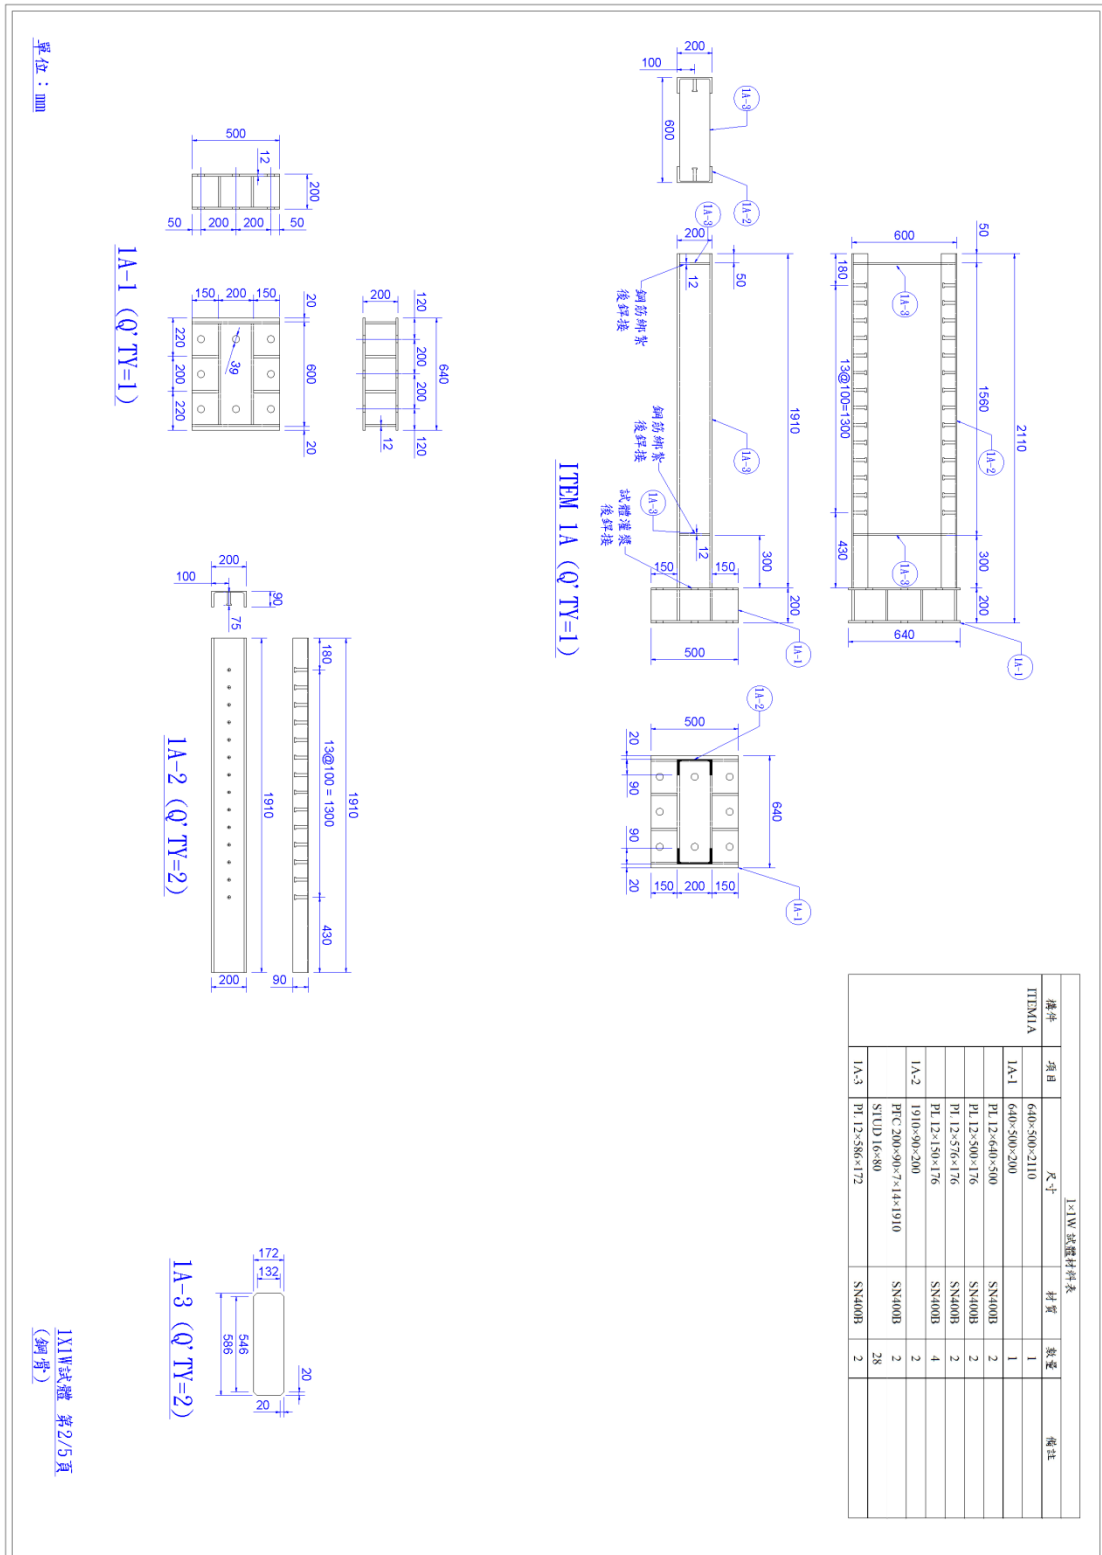 2110
50
1560
300
200
180
13@100=1300
430
600
640
1A-3
1A-2
1A-3
1A-1
200
100
600
1A-3
1A-2
1910
50
300
200
200
12
12
150
150
500
1A-3
1A-3
1A-3
1A-1
鋼筋綁紮
後銲接
鋼筋綁紮
後銲接
試體灌漿
後銲接
ITEM 1A (Q'TY=1)
1A-2
500
640
20
90
90
20
150
200
150
1A-1
1×1W 試體材料表
構件 項目 尺寸 材質 數量 備註
ITEM1A 640×500×2110 1
1A-1 640×500×200 1
PL 12×640×500 SN400B 2
PL 12×500×176 SN400B 2
PL 12×576×176 SN400B 2
PL 12×150×176 SN400B 4
1A-2 1910×90×200 2
PFC 200×90×7×14×1910 SN400B 2
STUD 16×80 28
1A-3 PL 12×586×172 SN400B 2
640
120
200
200
120
200
12
500
12
200
50
200
200
50
150
200
150
20
600
20
220
200
220
39
1A-1 (Q'TY=1)
200
100
90
75
1910
180
13@100 = 1300
430
90
1910
200
1A-2 (Q'TY=2)
172
132
546
586
20
20
1A-3 (Q'TY=2)
單位：mm
1X1W試體 第2/5頁
(鋼骨)